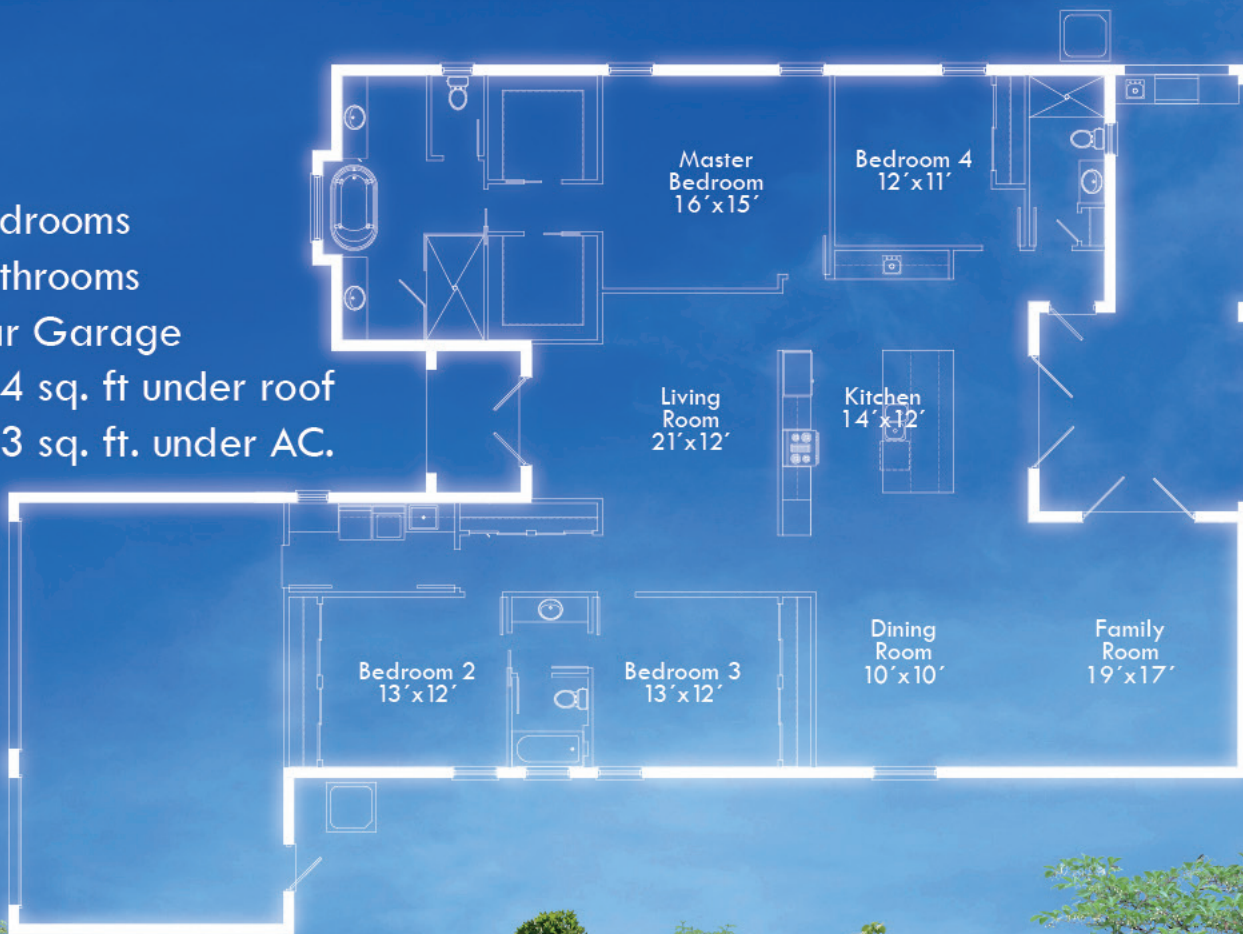 drooms
throoms
r Garage
4 sq. ft under roof
3 sq. ft. under AC.
Master
Bedroom
16´x15´
Bedroom 4
12´x11´
Living
Room
21´x12´
Kitchen
14´x12´
Bedroom 2
13´x12´
Bedroom 3
13´x12´
Dining
Room
10´x10´
Family
Room
19´x17´